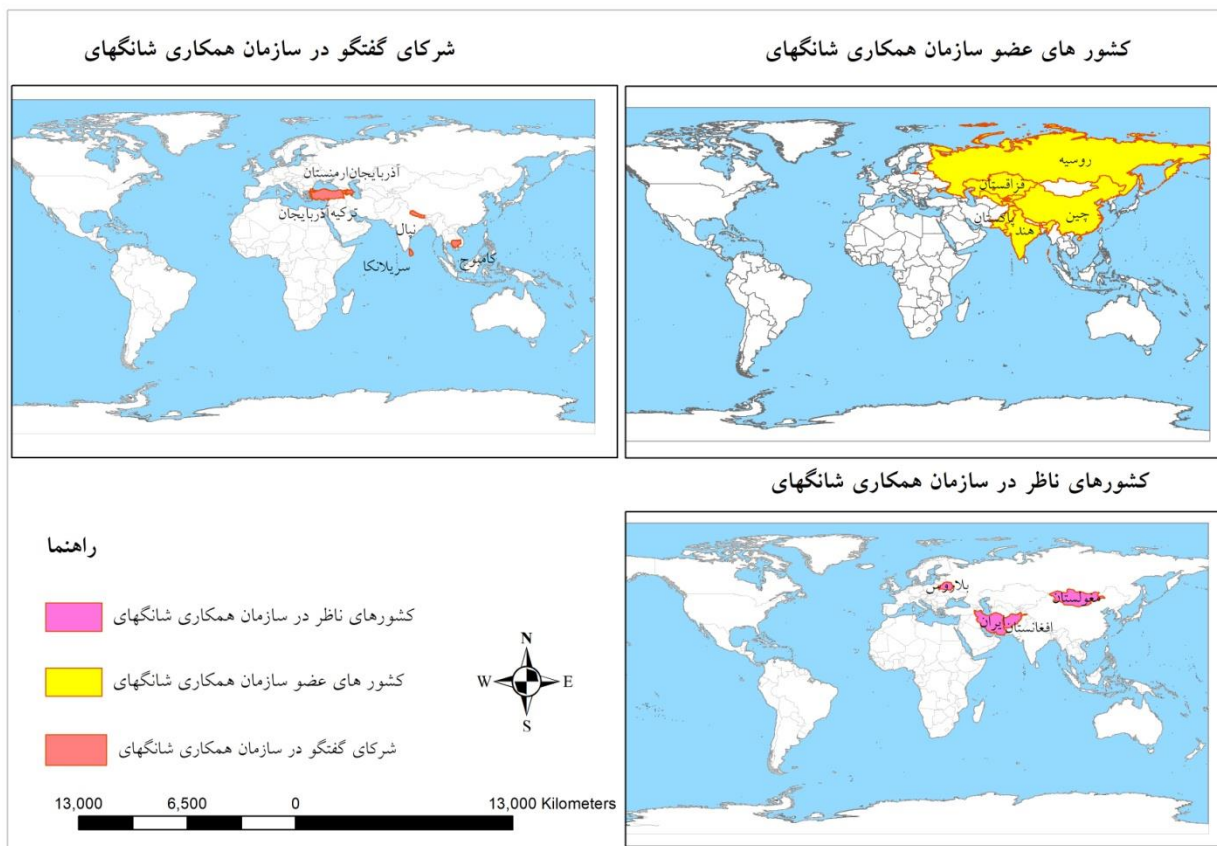 کشور های عضو سازمان همکاری شانگهای
روسیه
قزاقستان
چین
پاکستان
هند
شرکای گفتگو در سازمان همکاری شانگهای
آذربایجان ارمنستان
ترکیه آذربایجان
نپال
کامبوج
سریلانکا
کشورهای ناظر در سازمان همکاری شانگهای
بلاروس
مغولستان
ایران
افغانستان
راهنما
کشورهای ناظر در سازمان همکاری شانگهای
کشور های عضو سازمان همکاری شانگهای
شرکای گفتگو در سازمان همکاری شانگهای
N
W E
S
13,000 6,500 0 13,000 Kilometers